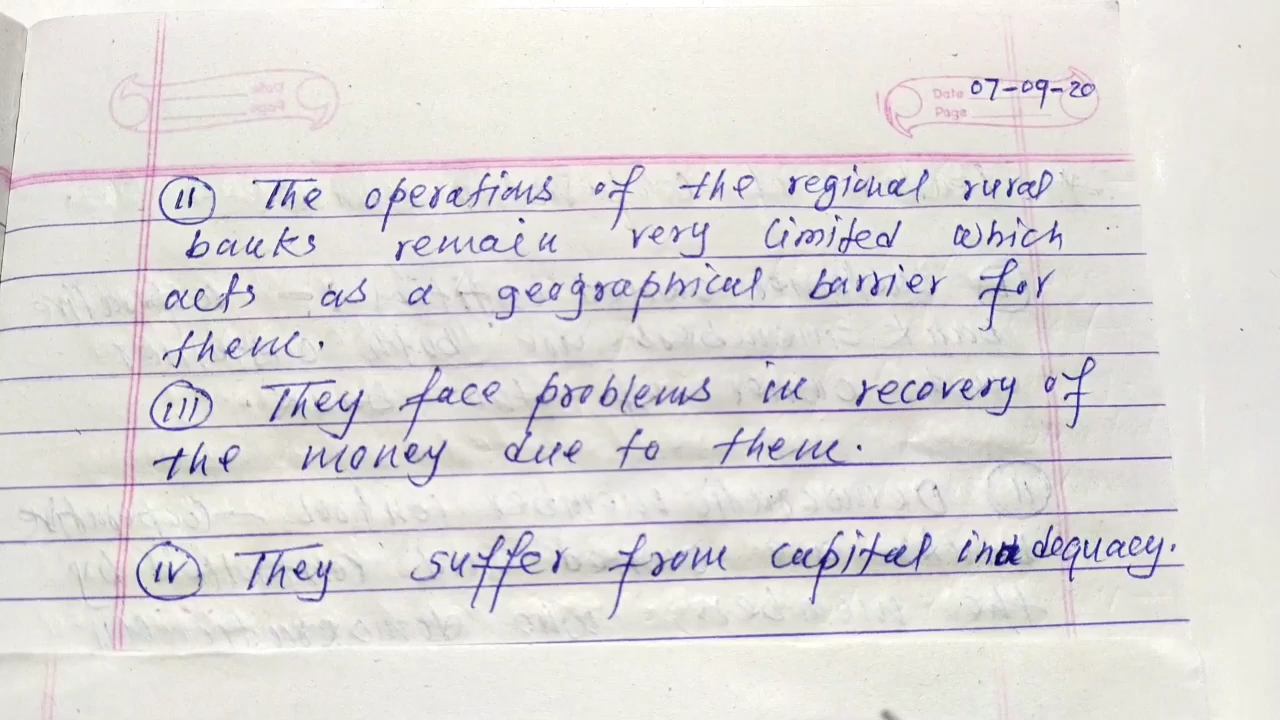 Date 07-09-20
Page
(ii) The operations of the regional rural
banks remain very limited which
acts as a geographical barrier for
them.
(iii) They face problems in recovery of
the money due to them.
(iv) They suffer from capital inadequacy.